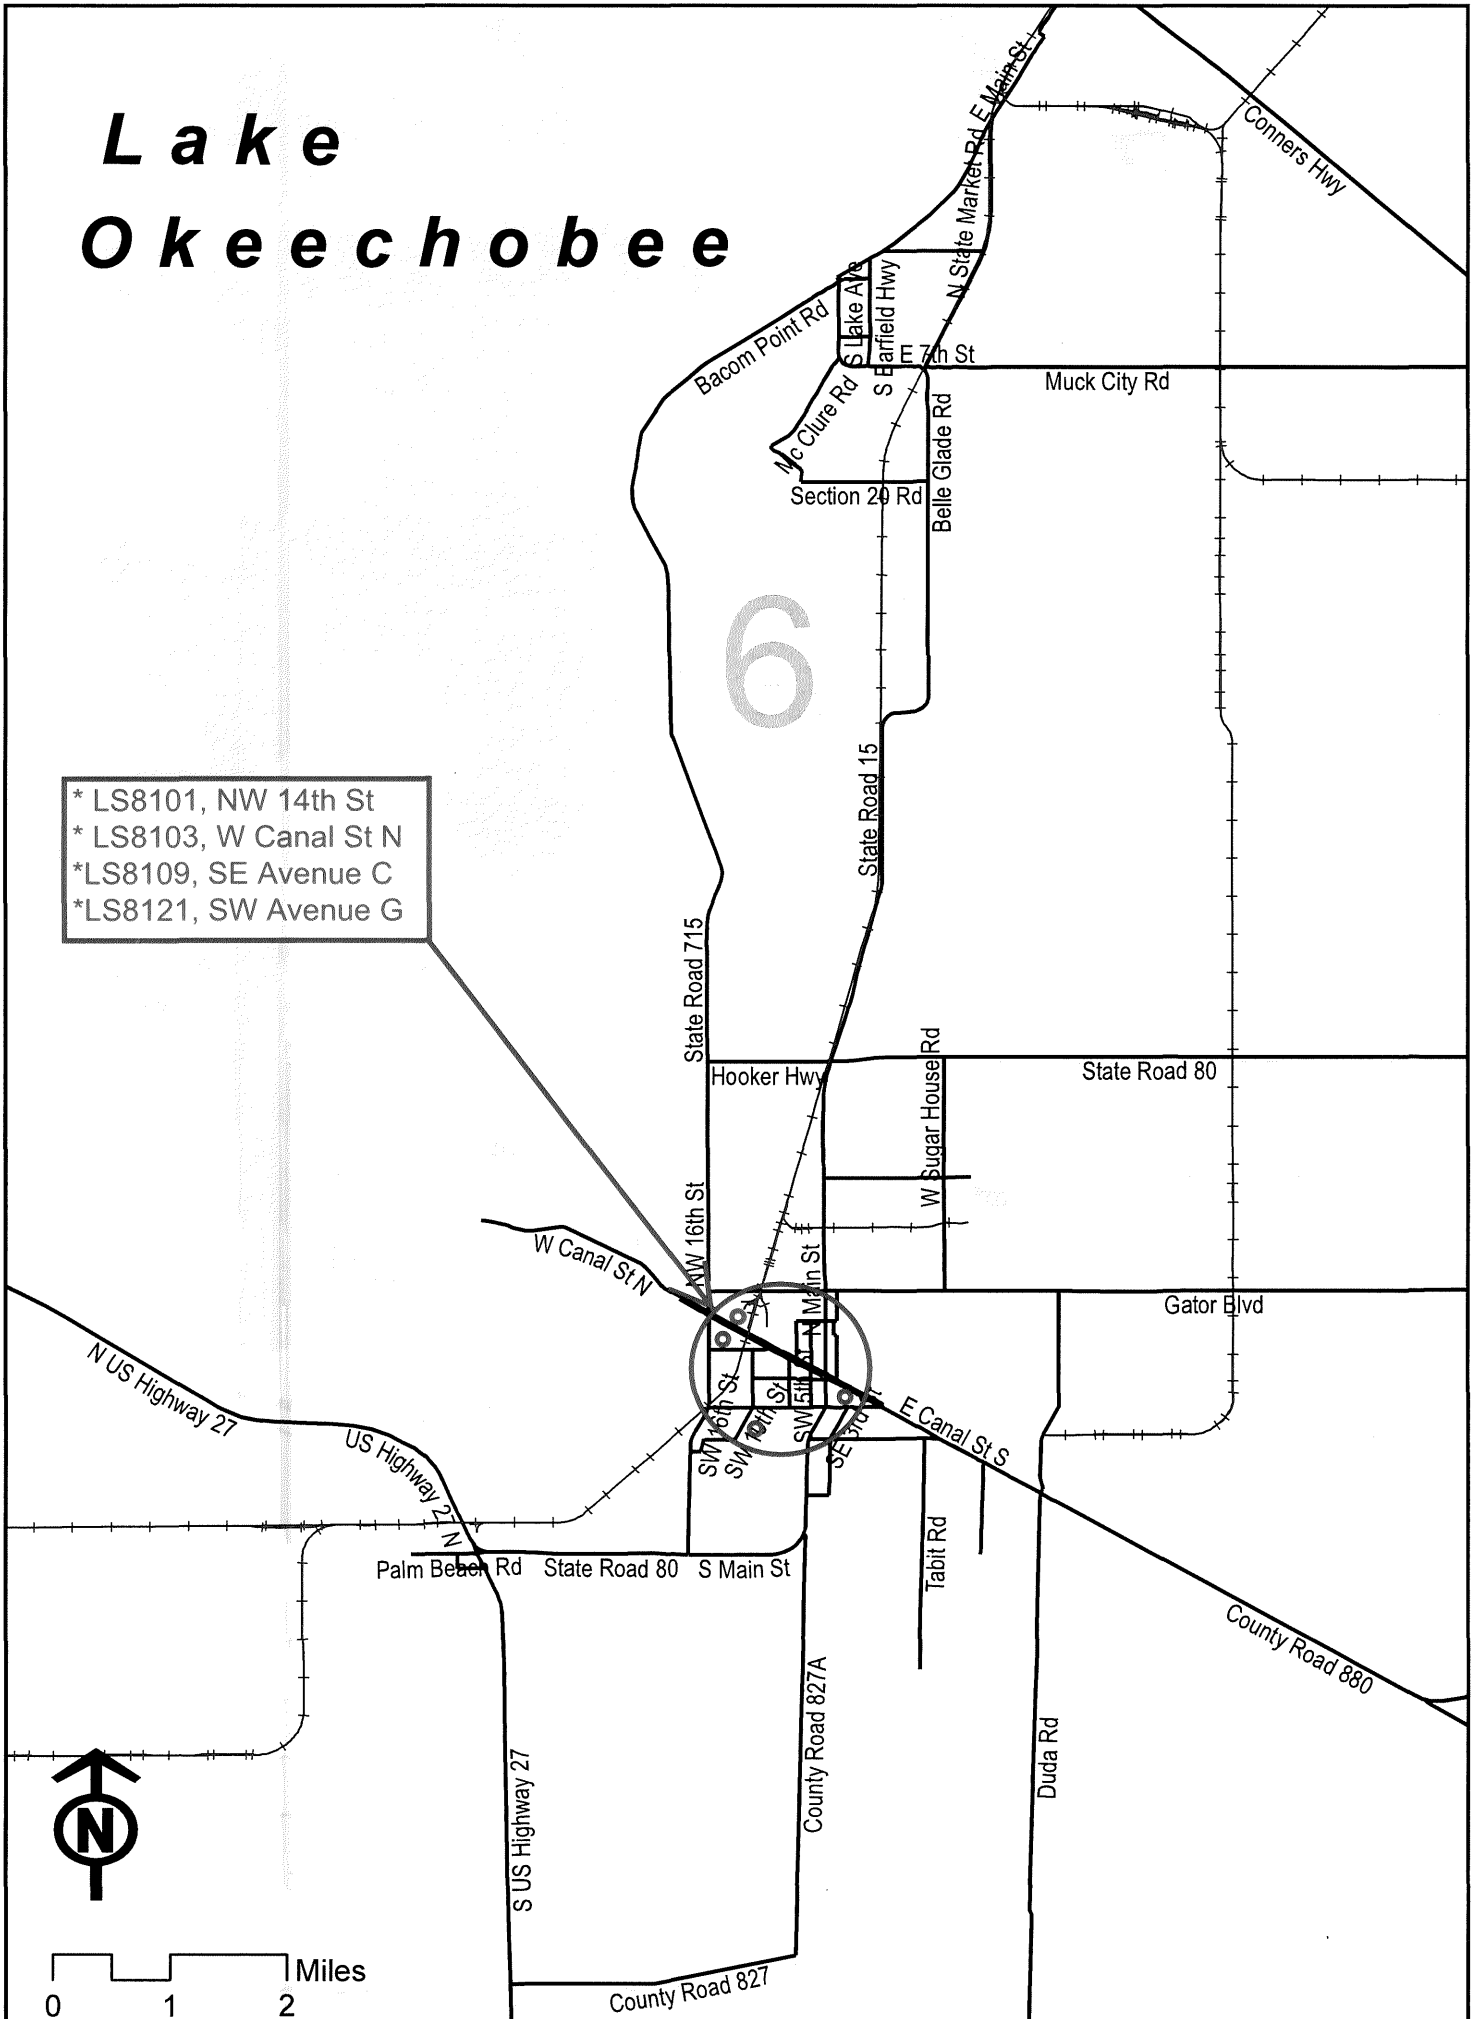 Lake
Okeechobee
E Main St
Conners Hwy
N State Market Rd
S Lake Ave
S Barfield Hwy
Bacom Point Rd
E 7th St
Muck City Rd
Mc Clure Rd
Belle Glade Rd
Section 20 Rd
6
State Road 15
* LS8101, NW 14th St
* LS8103, W Canal St N
*LS8109, SE Avenue C
*LS8121, SW Avenue G
State Road 715
Hooker Hwy
W Sugar House Rd
State Road 80
NW 16th St
W Canal St N
N Main St
Gator Blvd
N US Highway 27
US Highway 27 N
SW 16th St
SW 10th St
SW 5th St
SE 3rd St
E Canal St S
Palm Beach Rd
State Road 80
S Main St
Tabit Rd
County Road 880
County Road 827A
Duda Rd
S US Highway 27
N
County Road 827
Miles
0 1 2